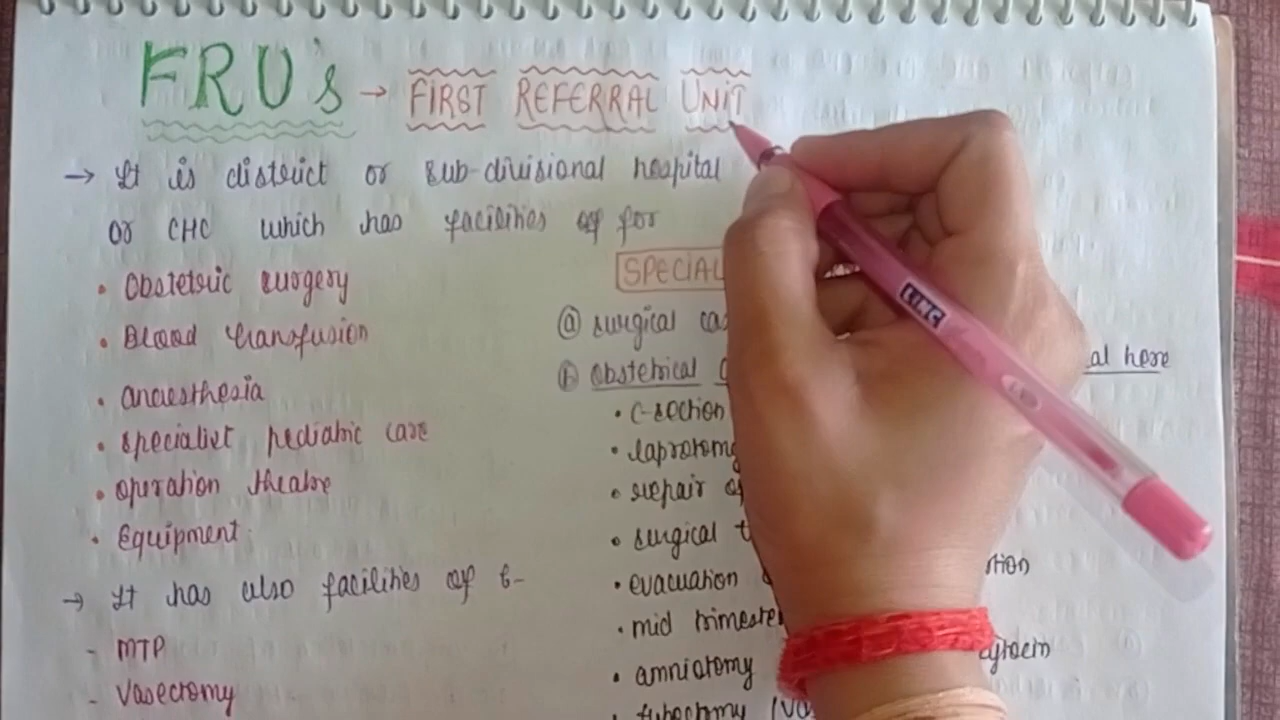 FRU's → FIRST REFERRAL UNIT
→ It is district or sub-divisional hospital
or CHC which has facilities of for
• Obstetric surgery
• Blood transfusion
• anaesthesia
• specialist pediatric care
• operation theatre
• Equipment
→ It has also facilities of :-
- MTP
- Vasectomy
SPECIAL
(a) surgical
(b) Obstetrical
al here
• C-section
• laprotomy
• repair of
• surgical
• evacuation
• mid trimester
• amniotomy
LINC